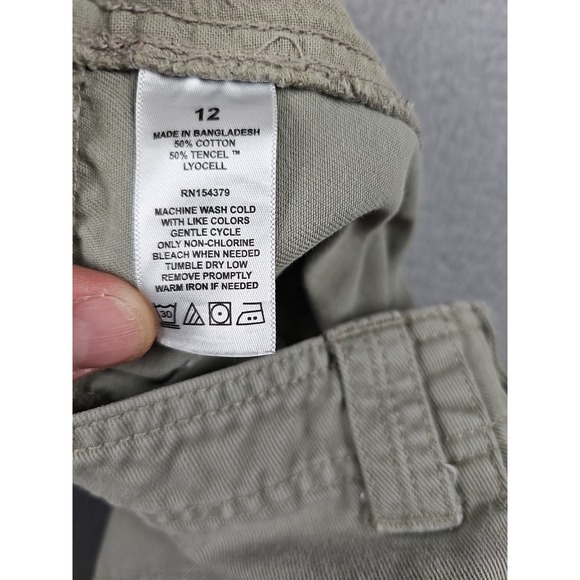 12
MADE IN BANGLADESH
50% COTTON
50% TENCEL ™
LYOCELL
RN154379
MACHINE WASH COLD
WITH LIKE COLORS
GENTLE CYCLE
ONLY NON-CHLORINE
BLEACH WHEN NEEDED
TUMBLE DRY LOW
REMOVE PROMPTLY
WARM IRON IF NEEDED
30